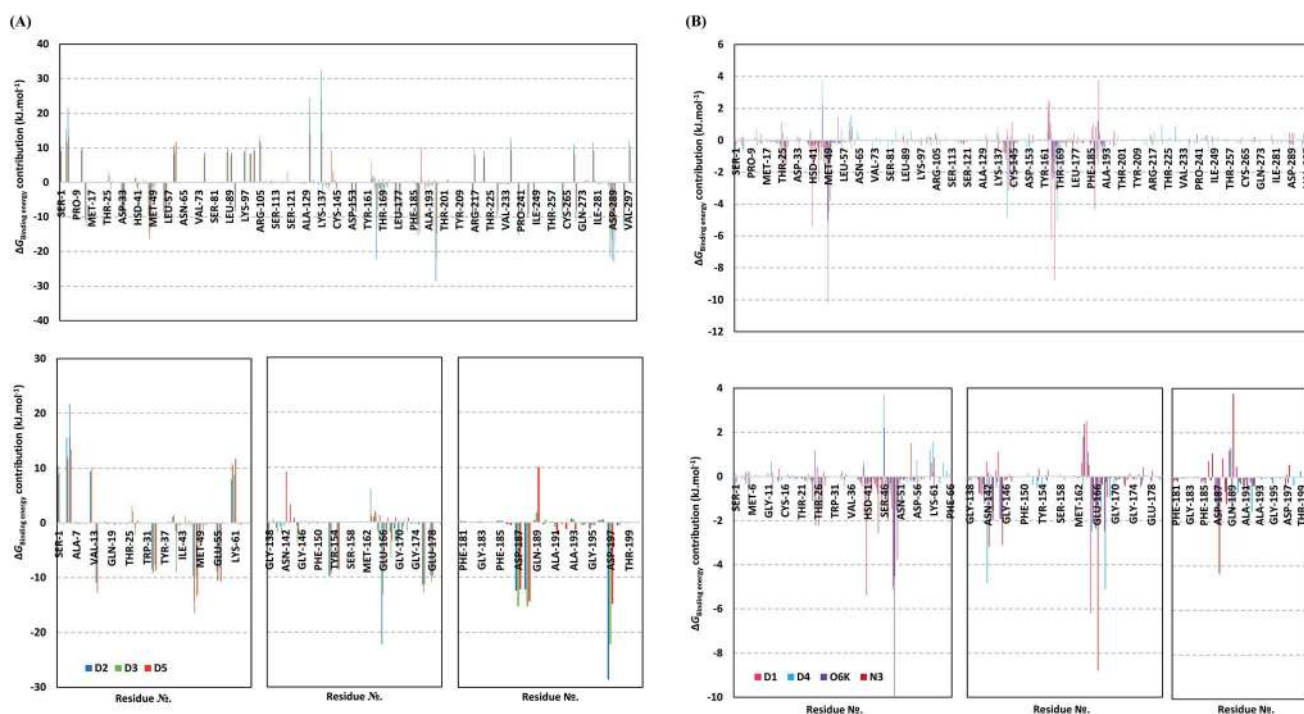 (A)
ΔG Binding energy contribution (kJ.mol-1)
40
30
20
10
0
-10
-20
-30
-40
SER-1
PRO-9
MET-17
THR-25
ASP-33
HSD-41
MET-49
LEU-57
ASN-65
VAL-73
SER-81
LEU-89
LYS-97
ARG-105
SER-113
SER-121
ALA-129
LYS-137
CYS-145
ASP-153
TYR-161
THR-169
LEU-177
PHE-185
ALA-193
THR-201
TYR-209
ARG-217
THR-225
VAL-233
PRO-241
ILE-249
THR-257
CYS-265
GLN-273
ILE-281
ASP-289
VAL-297
ΔG Binding energy contribution (kJ.mol-1)
30
20
10
0
-10
-20
-30
SER-1
ALA-7
VAL-13
GLN-19
THR-25
TRP-31
TYR-37
ILE-43
MET-49
GLU-55
LYS-61
D2 D3 D5
Residue №.
GLY-138
ASN-142
GLY-146
PHE-150
TYR-154
SER-158
MET-162
GLU-166
GLY-170
GLY-174
GLU-178
Residue №.
PHE-181
GLY-183
PHE-185
ASP-187
GLN-189
ALA-191
ALA-193
GLY-195
ASP-197
THR-199
Residue №.
(B)
ΔG Binding energy contribution (kJ.mol-1)
6
4
2
0
-2
-4
-6
-8
-10
-12
SER-1
PRO-9
MET-17
THR-25
ASP-33
HSD-41
MET-49
LEU-57
ASN-65
VAL-73
SER-81
LEU-89
LYS-97
ARG-105
SER-113
SER-121
ALA-129
LYS-137
CYS-145
ASP-153
TYR-161
THR-169
LEU-177
PHE-185
ALA-193
THR-201
TYR-209
ARG-217
THR-225
VAL-233
PRO-241
ILE-249
THR-257
CYS-265
GLN-273
ILE-281
ASP-289
ΔG Binding energy contribution (kJ.mol-1)
4
2
0
-2
-4
-6
-8
-10
SER-1
MET-6
GLY-11
CYS-16
THR-21
THR-26
TRP-31
VAL-36
HSD-41
SER-46
ASN-51
ASP-56
LYS-61
PHE-66
D1 D4 O6K N3
Residue №.
GLY-138
ASN-142
GLY-146
PHE-150
TYR-154
SER-158
MET-162
GLU-166
GLY-170
GLY-174
GLU-178
Residue №.
PHE-181
GLY-183
PHE-185
ASP-187
GLN-189
ALA-191
ALY-193
GLY-195
ASP-197
THR-199
Residue №.